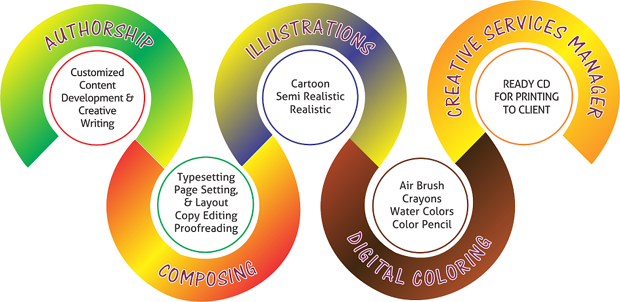 AUTHORSHIP
Customized
Content
Development &
Creative
Writing
Typesetting
Page Setting,
& Layout
Copy Editing
Proofreading
COMPOSING
ILLUSTRATIONS
Cartoon
Semi Realistic
Realistic
Air Brush
Crayons
Water Colors
Color Pencil
DIGITAL COLORING
CREATIVE SERVICES MANAGER
READY CD
FOR PRINTING
TO CLIENT